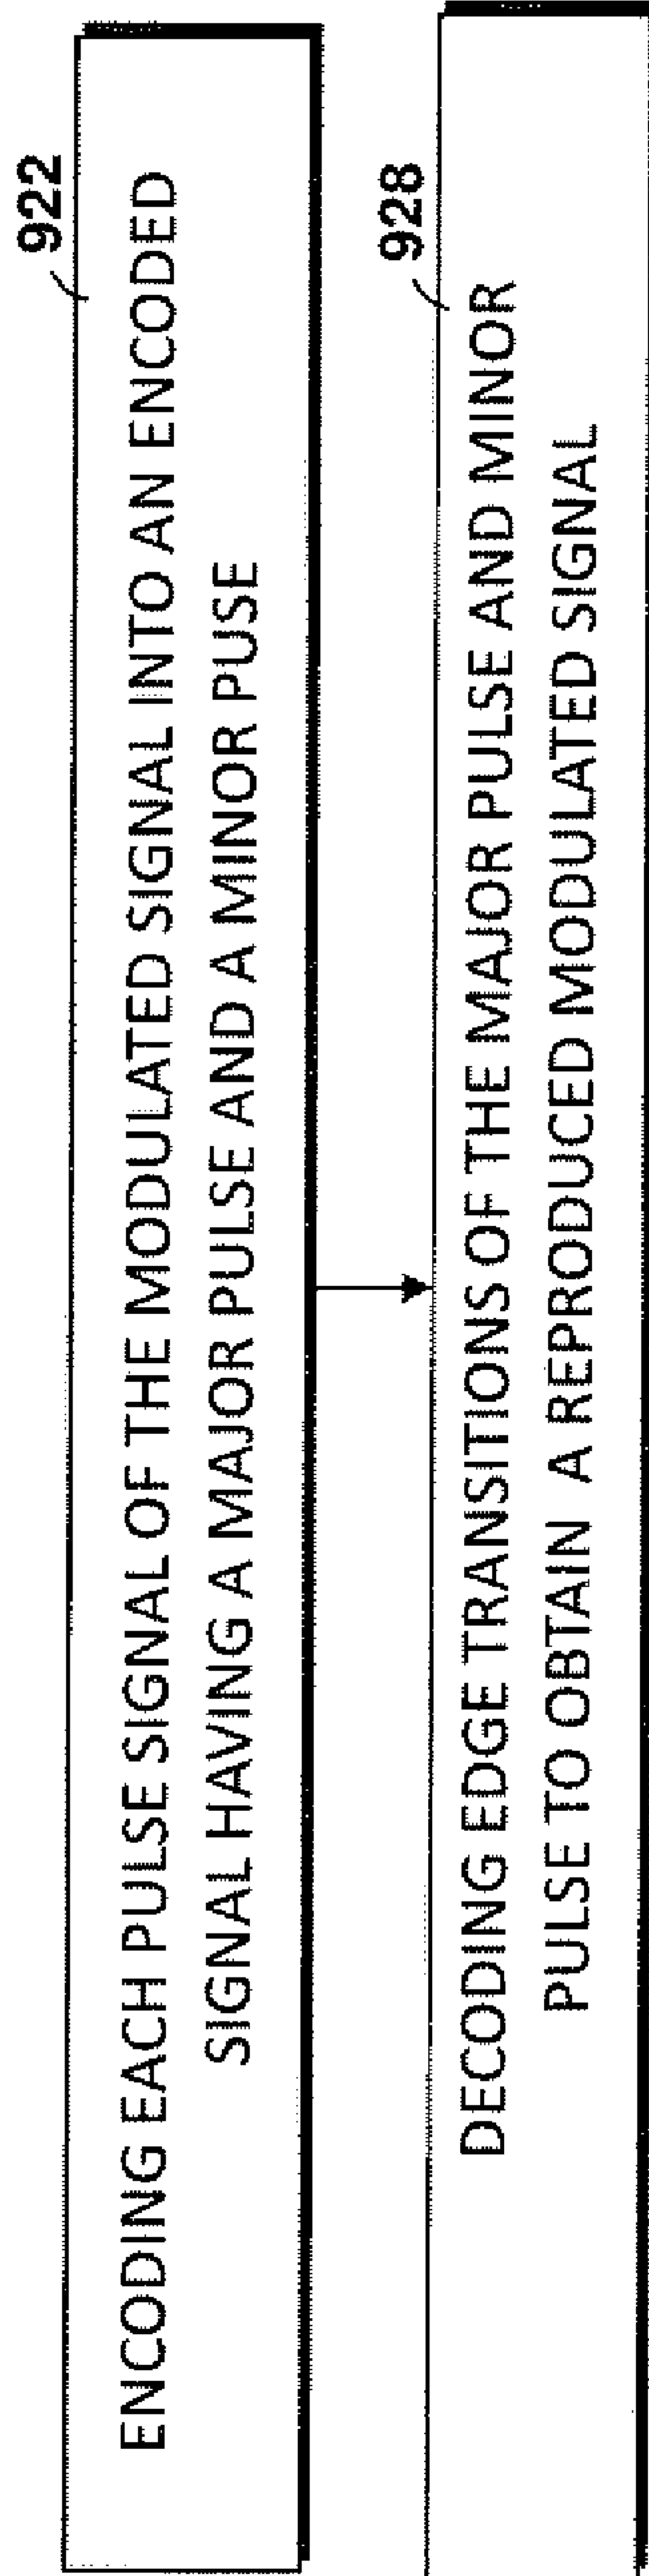 922
ENCODING EACH PULSE SIGNAL OF THE MODULATED SIGNAL INTO AN ENCODED
SIGNAL HAVING A MAJOR PULSE AND A MINOR PUSE
928
DECODING EDGE TRANSITIONS OF THE MAJOR PULSE AND MINOR
PULSE TO OBTAIN A REPRODUCED MODULATED SIGNAL